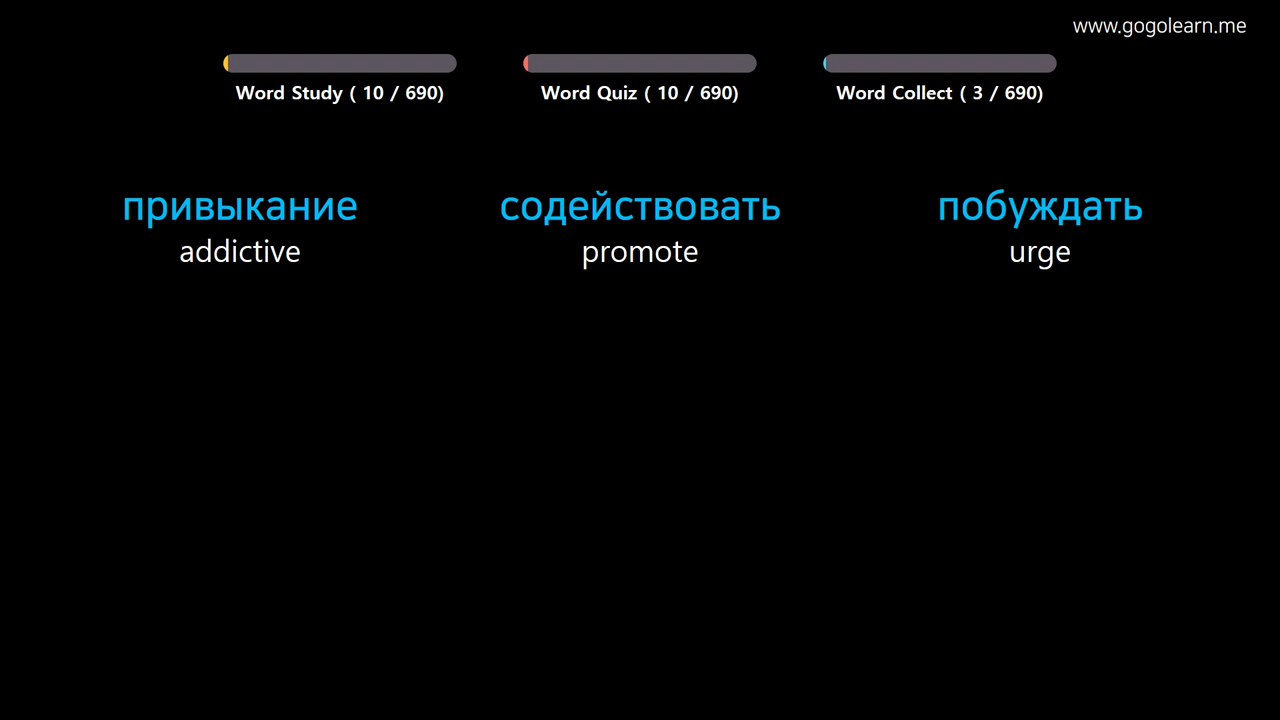 www.gogolearn.me
Word Study ( 10 / 690)
Word Quiz ( 10 / 690)
Word Collect ( 3 / 690)
привыкание
addictive
содействовать
promote
побуждать
urge